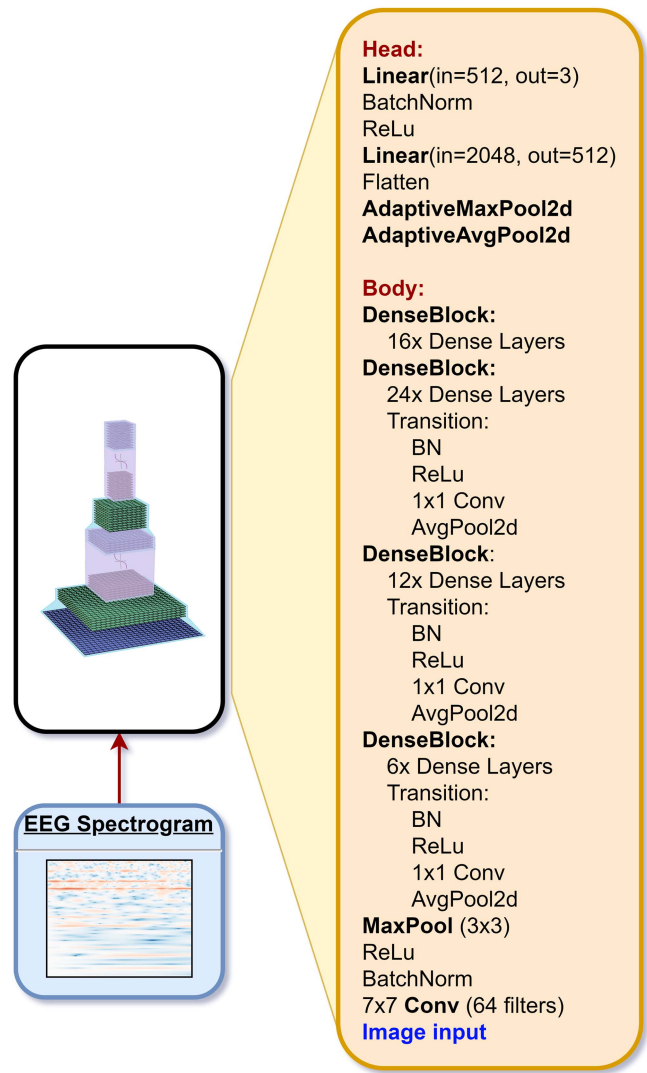 Head:
Linear(in=512, out=3)
BatchNorm
ReLu
Linear(in=2048, out=512)
Flatten
AdaptiveMaxPool2d
AdaptiveAvgPool2d
Body:
DenseBlock:
16x Dense Layers
DenseBlock:
24x Dense Layers
Transition:
BN
ReLu
1x1 Conv
AvgPool2d
DenseBlock:
12x Dense Layers
Transition:
BN
ReLu
1x1 Conv
AvgPool2d
DenseBlock:
6x Dense Layers
Transition:
BN
ReLu
1x1 Conv
AvgPool2d
MaxPool (3x3)
ReLu
BatchNorm
7x7 Conv (64 filters)
Image input
EEG Spectrogram